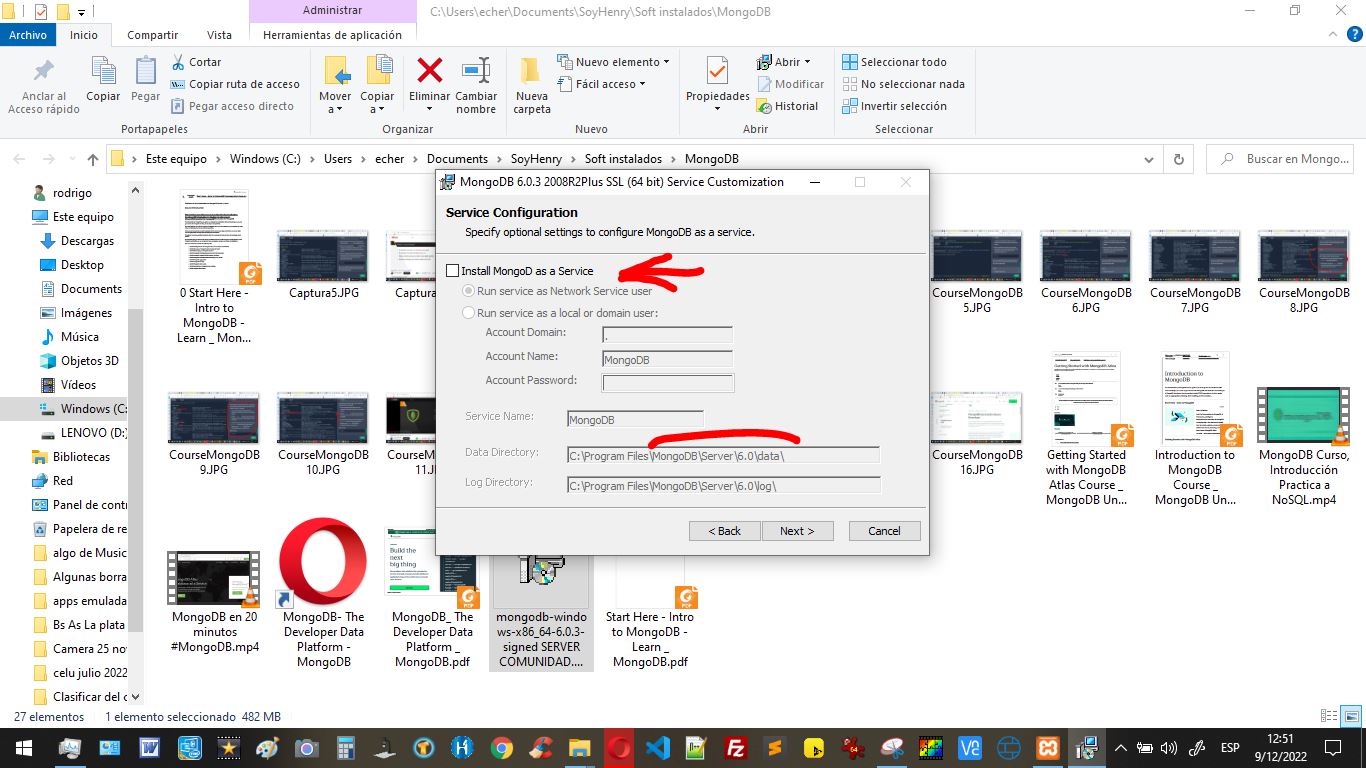 Administrar
C:\Users\echer\Documents\SoyHenry\Soft instalados\MongoDB
Archivo
Inicio
Compartir
Vista
Herramientas de aplicación
Anclar al
Acceso rápido
Copiar
Pegar
Cortar
Copiar ruta de acceso
Pegar acceso directo
Portapapeles
Mover
a
Copiar
a
Eliminar
Cambiar
nombre
Organizar
Nueva
carpeta
Nuevo elemento
Fácil acceso
Nuevo
Propiedades
Abrir
Modificar
Historial
Abrir
Seleccionar todo
No seleccionar nada
Invertir selección
Seleccionar
Este equipo > Windows (C:) > Users > echer > Documents > SoyHenry > Soft instalados > MongoDB
Buscar en Mongo...
rodrigo
Este equipo
Descargas
Desktop
Documents
Imágenes
Música
Objetos 3D
Vídeos
Windows (C:
LENOVO (D:)
Bibliotecas
Red
Panel de contr
Papelera de re
algo de Music
Algunas borra
apps emulada
Bs As La plata
Camera 25 nov
celu julio 2022
Clasificar del c
0 Start Here -
Intro to
MongoDB -
Learn _ Mon...
Captura5.JPG
Captura
CourseMongoDB
5.JPG
CourseMongoDB
6.JPG
CourseMongoDB
7.JPG
CourseMongoDB
8.JPG
CourseMongoDB
9.JPG
CourseMongoDB
10.JPG
CourseMo
11.J
CourseMongoDB
16.JPG
Getting Started
with MongoDB
Atlas Course _
MongoDB Un...
Introduction to
MongoDB
Course _
MongoDB Un...
MongoDB Curso,
Introducción
Practica a
NoSQL.mp4
MongoDB en 20
minutos
#MongoDB.mp4
MongoDB- The
Developer Data
Platform -
MongoDB
Build the
next
big thing
MongoDB_ The
Developer Data
Platform _
MongoDB.pdf
mongodb-windo
ws-x86_64-6.0.3-
signed SERVER
COMUNIDAD....
Start Here - Intro
to MongoDB -
Learn _
MongoDB.pdf
MongoDB 6.0.3 2008R2Plus SSL (64 bit) Service Customization
Service Configuration
Specify optional settings to configure MongoDB as a service.
Install MongoD as a Service
Run service as Network Service user
Run service as a local or domain user:
Account Domain: .
Account Name: MongoDB
Account Password:
Service Name: MongoDB
Data Directory: C:\Program Files\MongoDB\Server\6.0\data\
Log Directory: C:\Program Files\MongoDB\Server\6.0\log\
< Back
Next >
Cancel
27 elementos
1 elemento seleccionado 482 MB
ESP
12:51
9/12/2022